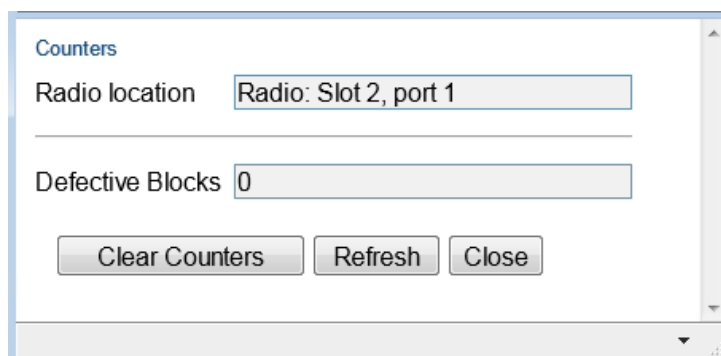 Counters
Radio location Radio: Slot 2, port 1
Defective Blocks 0
Clear Counters Refresh Close